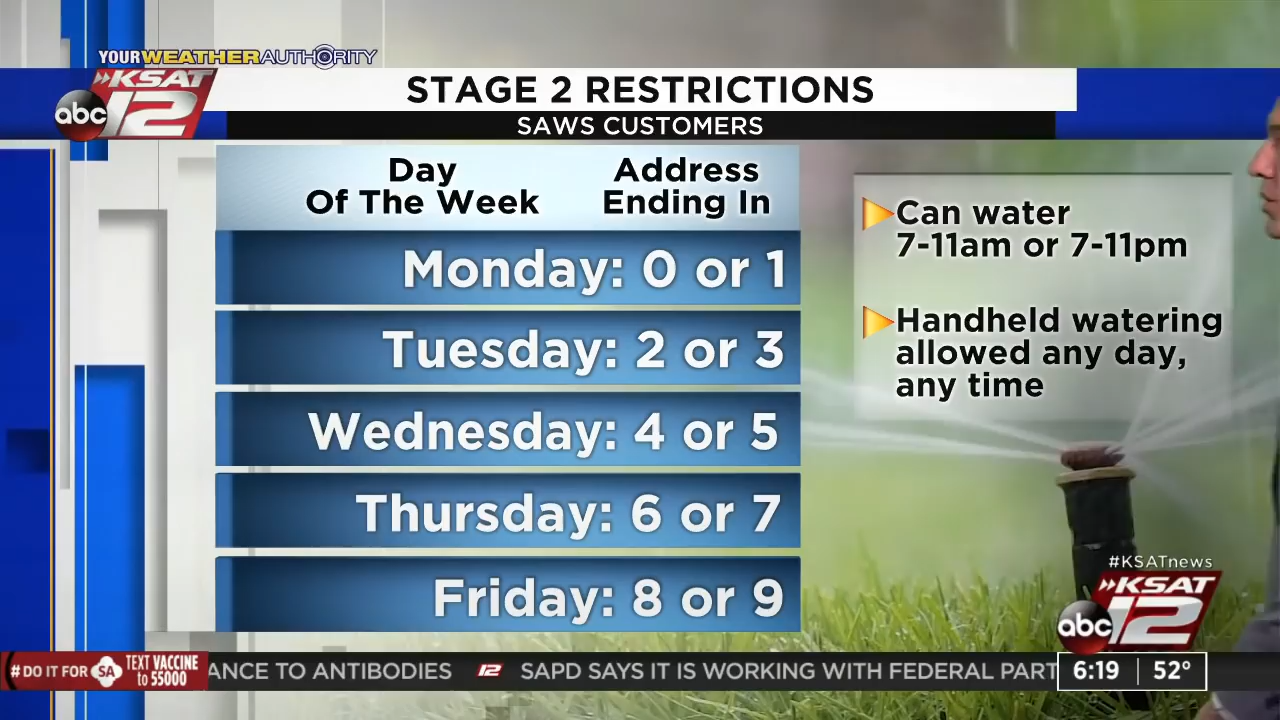 YOURWEATHERAUTHORITY
KSAT
abc 12
STAGE 2 RESTRICTIONS
SAWS CUSTOMERS
Day
Of The Week
Address
Ending In
Monday: 0 or 1
Tuesday: 2 or 3
Wednesday: 4 or 5
Thursday: 6 or 7
Friday: 8 or 9
Can water
7-11am or 7-11pm
Handheld watering
allowed any day,
any time
#KSATnews
KSAT
abc 12
#DO IT FOR SA
TEXT VACCINE
to 55000
ANCE TO ANTIBODIES 12 SAPD SAYS IT IS WORKING WITH FEDERAL PART
6:19 52°